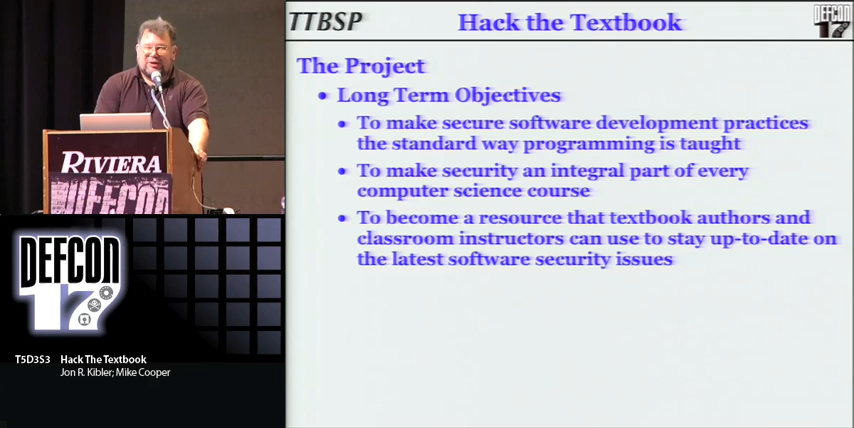 TTBSP
Hack the Textbook
DEFCON
17
The Project
• Long Term Objectives
• To make secure software development practices
the standard way programming is taught
• To make security an integral part of every
computer science course
• To become a resource that textbook authors and
classroom instructors can use to stay up-to-date on
the latest software security issues
RIVIERA
DEFCON
DEFCON
17
T5D3S3 Hack The Textbook
Jon R. Kibler; Mike Cooper